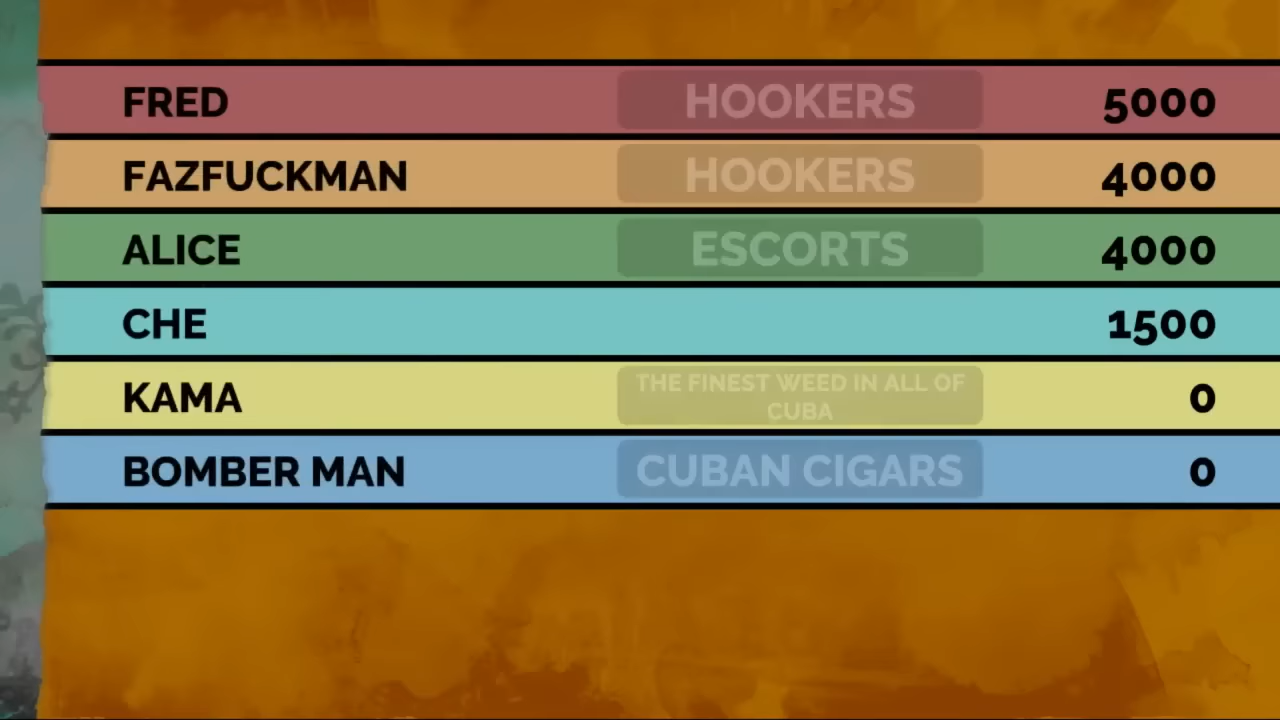 FRED HOOKERS 5000
FAZFUCKMAN HOOKERS 4000
ALICE ESCORTS 4000
CHE 1500
KAMA THE FINEST WEED IN ALL OF CUBA 0
BOMBER MAN CUBAN CIGARS 0